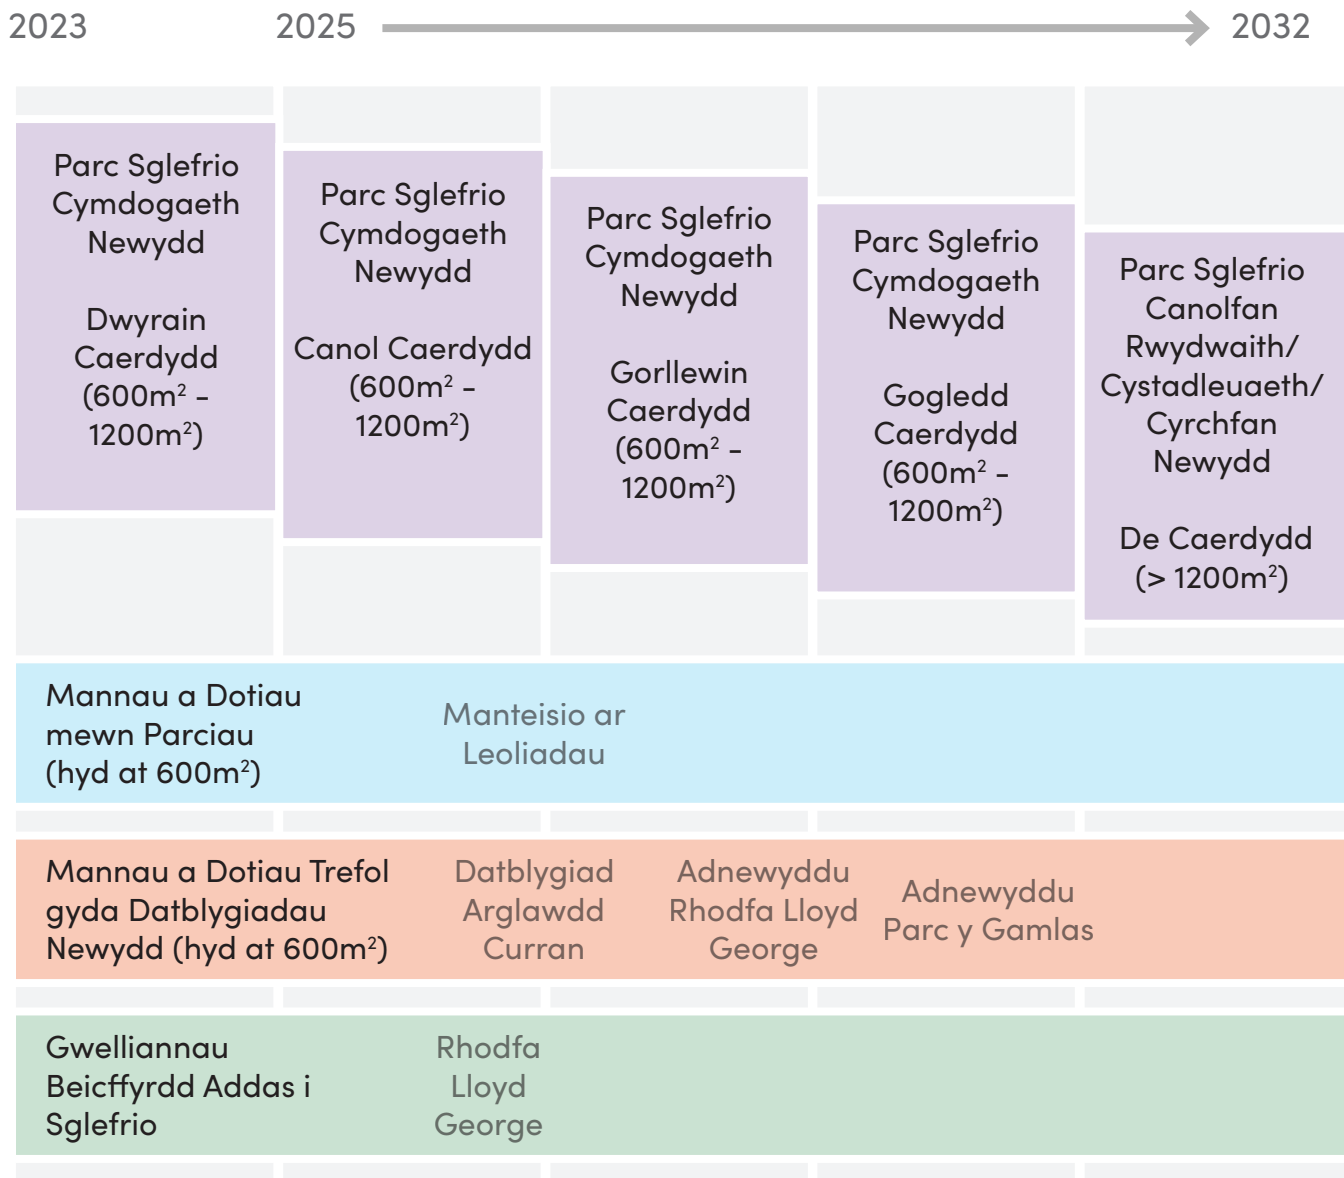 2023
2025
2032
Parc Sglefrio
Cymdogaeth
Newydd
Dwyrain
Caerdydd
(600m² -
1200m²)
Parc Sglefrio
Cymdogaeth
Newydd
Canol Caerdydd
(600m² -
1200m²)
Parc Sglefrio
Cymdogaeth
Newydd
Gorllewin
Caerdydd
(600m² -
1200m²)
Parc Sglefrio
Cymdogaeth
Newydd
Gogledd
Caerdydd
(600m² -
1200m²)
Parc Sglefrio
Canolfan
Rwydwaith/
Cystadleuaeth/
Cyrchfan
Newydd
De Caerdydd
(> 1200m²)
Mannau a Dotiau
mewn Parciau
(hyd at 600m²)
Manteisio ar
Leoliadau
Mannau a Dotiau Trefol
gyda Datblygiadau
Newydd (hyd at 600m²)
Datblygiad
Arglawdd
Curran
Adnewyddu
Rhodfa Lloyd
George
Adnewyddu
Parc y Gamlas
Gwelliannau
Beicffyrdd Addas i
Sglefrio
Rhodfa
Lloyd
George